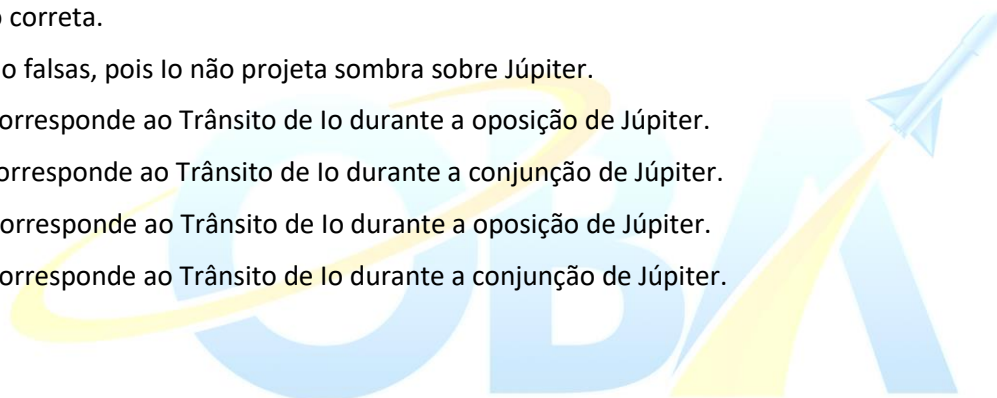 o correta.
o falsas, pois Io não projeta sombra sobre Júpiter.
orresponde ao Trânsito de Io durante a oposição de Júpiter.
orresponde ao Trânsito de Io durante a conjunção de Júpiter.
orresponde ao Trânsito de Io durante a oposição de Júpiter.
orresponde ao Trânsito de Io durante a conjunção de Júpiter.
OBA